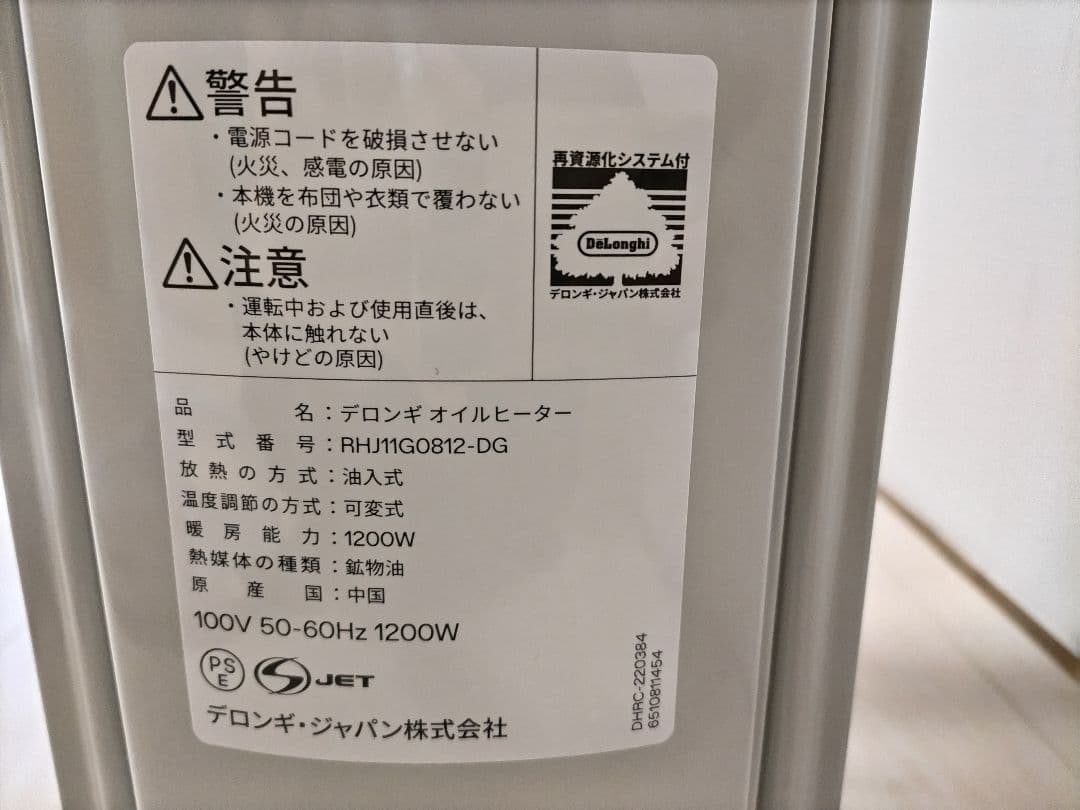 警告
・電源コードを破損させない
(火災、感電の原因)
・本機を布団や衣類で覆わない
(火災の原因)
注意
・運転中および使用直後は、
本体に触れない
(やけどの原因)
再資源化システム付
DeLonghi
デロンギ・ジャパン株式会社
品名：デロンギ オイルヒーター
型式番号：RHJ11G0812-DG
放熱の方式：油入式
温度調節の方式：可変式
暖房能力：1200W
熱媒体の種類：鉱物油
原産国：中国
100V 50-60Hz 1200W
PS
E
JET
デロンギ・ジャパン株式会社
DHRC-220384
6510811454